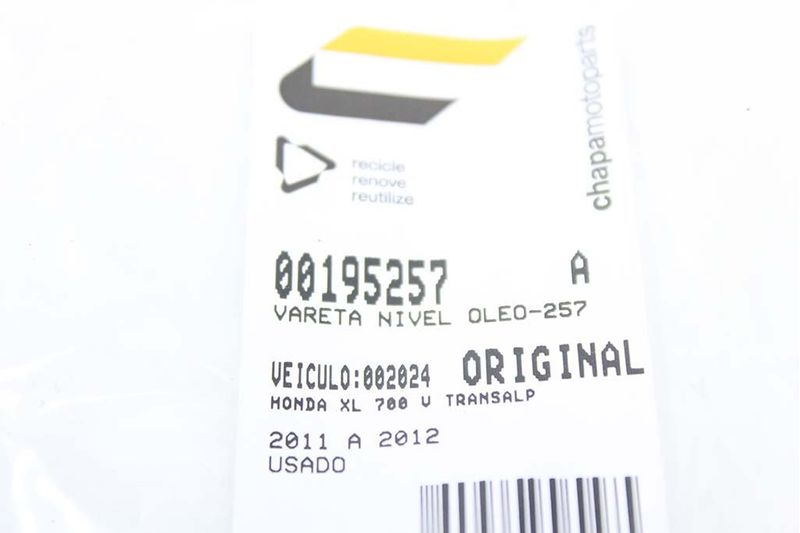 chapamotoparts
recicle
renove
reutilize
00195257 A
VARETA NIVEL OLEO-257
VEICULO:002024 ORIGINAL
HONDA XL 700 V TRANSALP
2011 A 2012
USADO